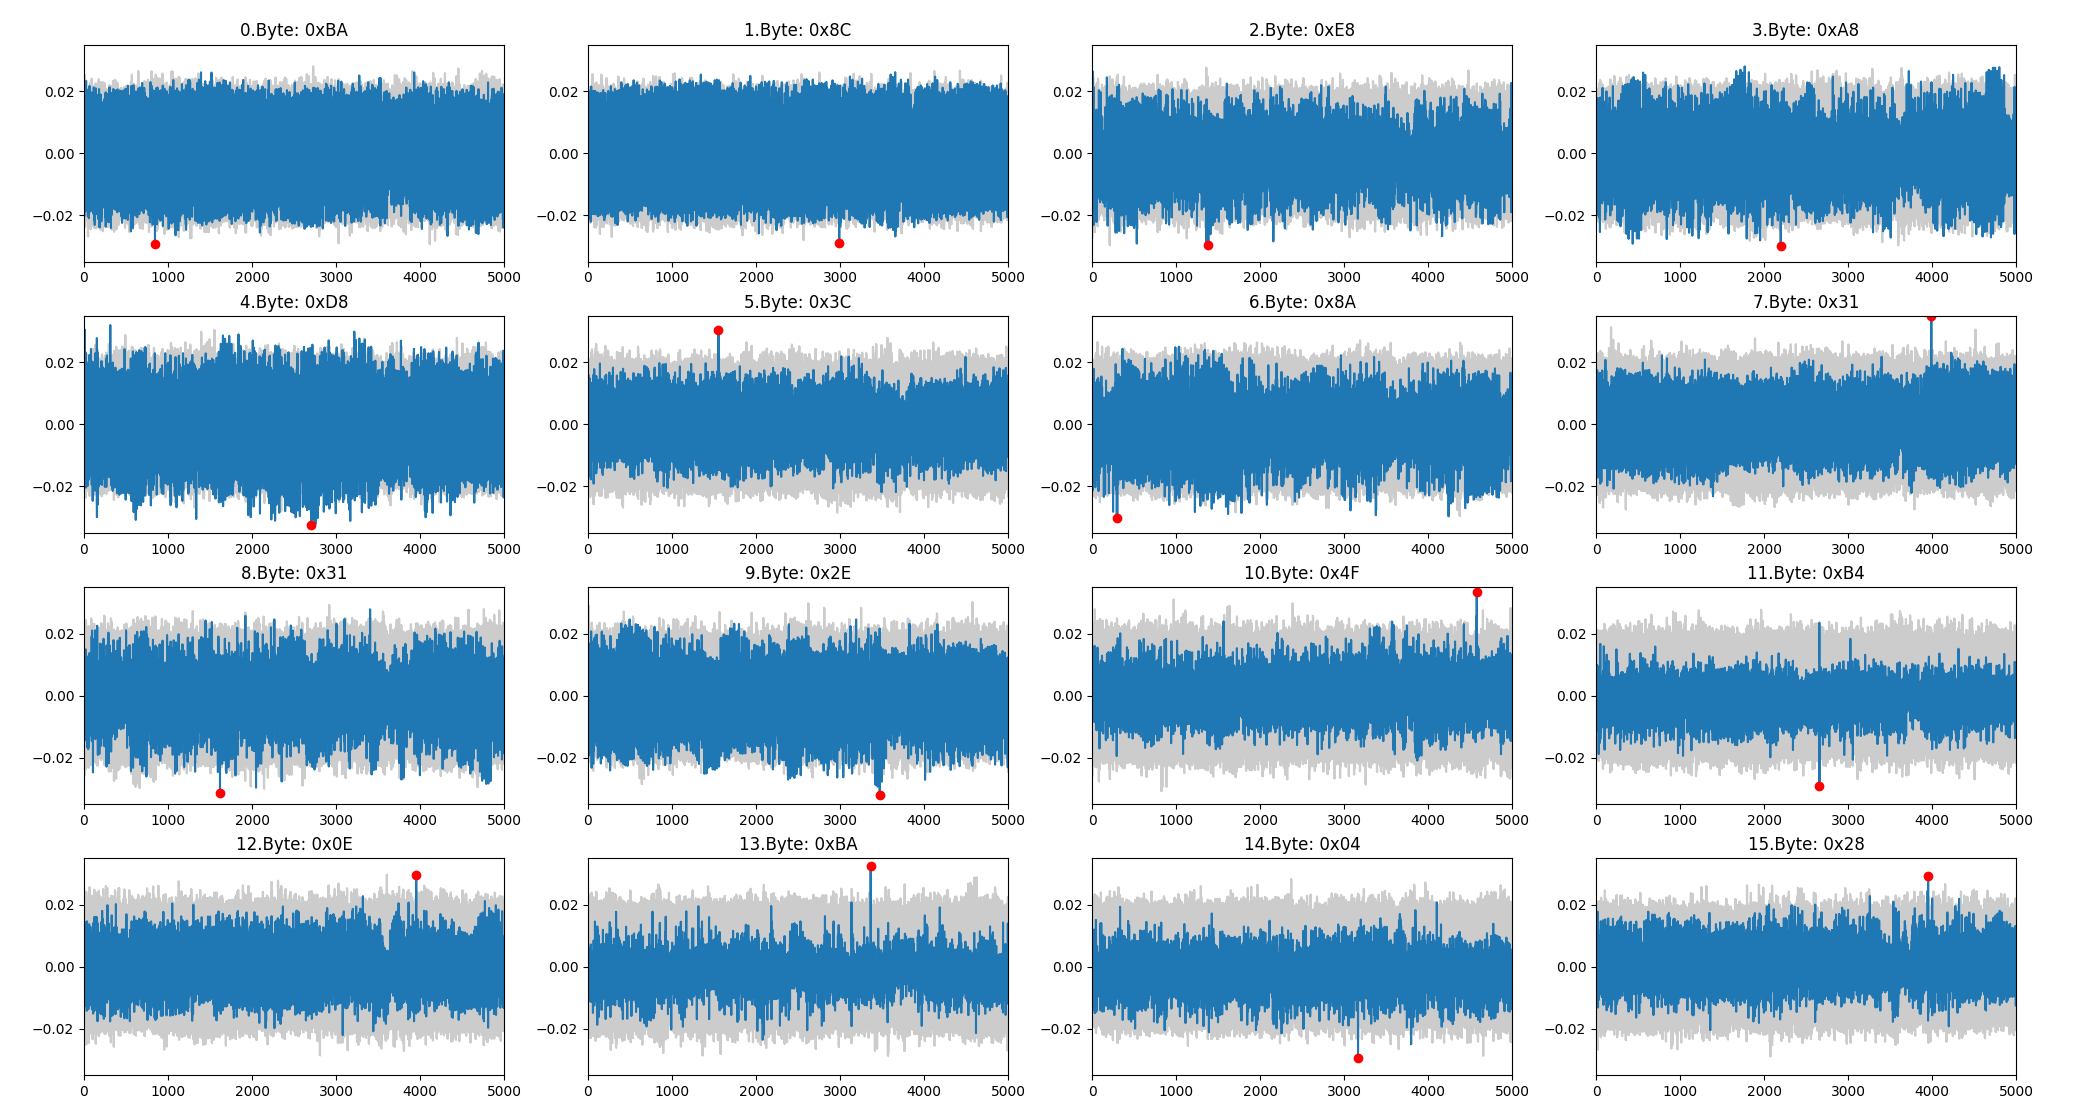 0.Byte: 0xBA 1.Byte: 0x8C 2.Byte: 0xE8 3.Byte: 0xA8
0.02 0.02 0.02 0.02
0.00 0.00 0.00 0.00
−0.02 −0.02 −0.02 −0.02
0 1000 2000 3000 4000 5000 0 1000 2000 3000 4000 5000 0 1000 2000 3000 4000 5000 0 1000 2000 3000 4000 5000
4.Byte: 0xD8 5.Byte: 0x3C 6.Byte: 0x8A 7.Byte: 0x31
0.02 0.02 0.02 0.02
0.00 0.00 0.00 0.00
−0.02 −0.02 −0.02 −0.02
0 1000 2000 3000 4000 5000 0 1000 2000 3000 4000 5000 0 1000 2000 3000 4000 5000 0 1000 2000 3000 4000 5000
8.Byte: 0x31 9.Byte: 0x2E 10.Byte: 0x4F 11.Byte: 0xB4
0.02 0.02 0.02 0.02
0.00 0.00 0.00 0.00
−0.02 −0.02 −0.02 −0.02
0 1000 2000 3000 4000 5000 0 1000 2000 3000 4000 5000 0 1000 2000 3000 4000 5000 0 1000 2000 3000 4000 5000
12.Byte: 0x0E 13.Byte: 0xBA 14.Byte: 0x04 15.Byte: 0x28
0.02 0.02 0.02 0.02
0.00 0.00 0.00 0.00
−0.02 −0.02 −0.02 −0.02
0 1000 2000 3000 4000 5000 0 1000 2000 3000 4000 5000 0 1000 2000 3000 4000 5000 0 1000 2000 3000 4000 5000